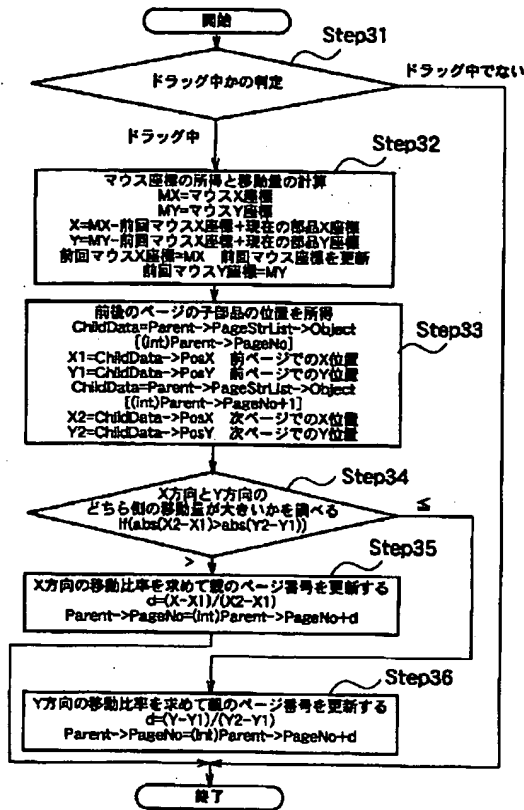 開始
Step31
ドラッグ中かの判定
ドラッグ中でない
ドラッグ中
Step32
マウス座標の所得と移動量の計算
MX=マウスX座標
MY=マウスY座標
X=MX-前回マウスX座標+現在の部品X座標
Y=MY-前回マウスY座標+現在の部品Y座標
前回マウスX座標=MX 前回マウス座標を更新
前回マウスY座標=MY
前後のページの子部品の位置を所得
ChildData=Parent->PageStrList->Object
[(int)Parent->PageNo]
X1=ChildData->PosX 前ページでのX位置
Y1=ChildData->PosY 前ページでのY位置
ChildData=Parent->PageStrList->Object
[(int)Parent->PageNo+1]
X2=ChildData->PosX 次ページでのX位置
Y2=ChildData->PosY 次ページでのY位置
Step33
Step34
X方向とY方向の
どちら側の移動量が大きいかを調べる
if(abs(X2-X1)>abs(Y2-Y1))
≦
>
Step35
X方向の移動比率を求めて親のページ番号を更新する
d=(X-X1)/(X2-X1)
Parent->PageNo=(int)Parent->PageNo+d
Step36
Y方向の移動比率を求めて親のページ番号を更新する
d=(Y-Y1)/(Y2-Y1)
Parent->PageNo=(int)Parent->PageNo+d
終了